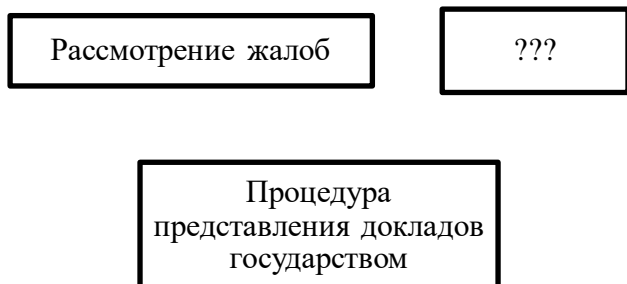 Рассмотрение жалоб
???
Процедура
представления докладов
государством